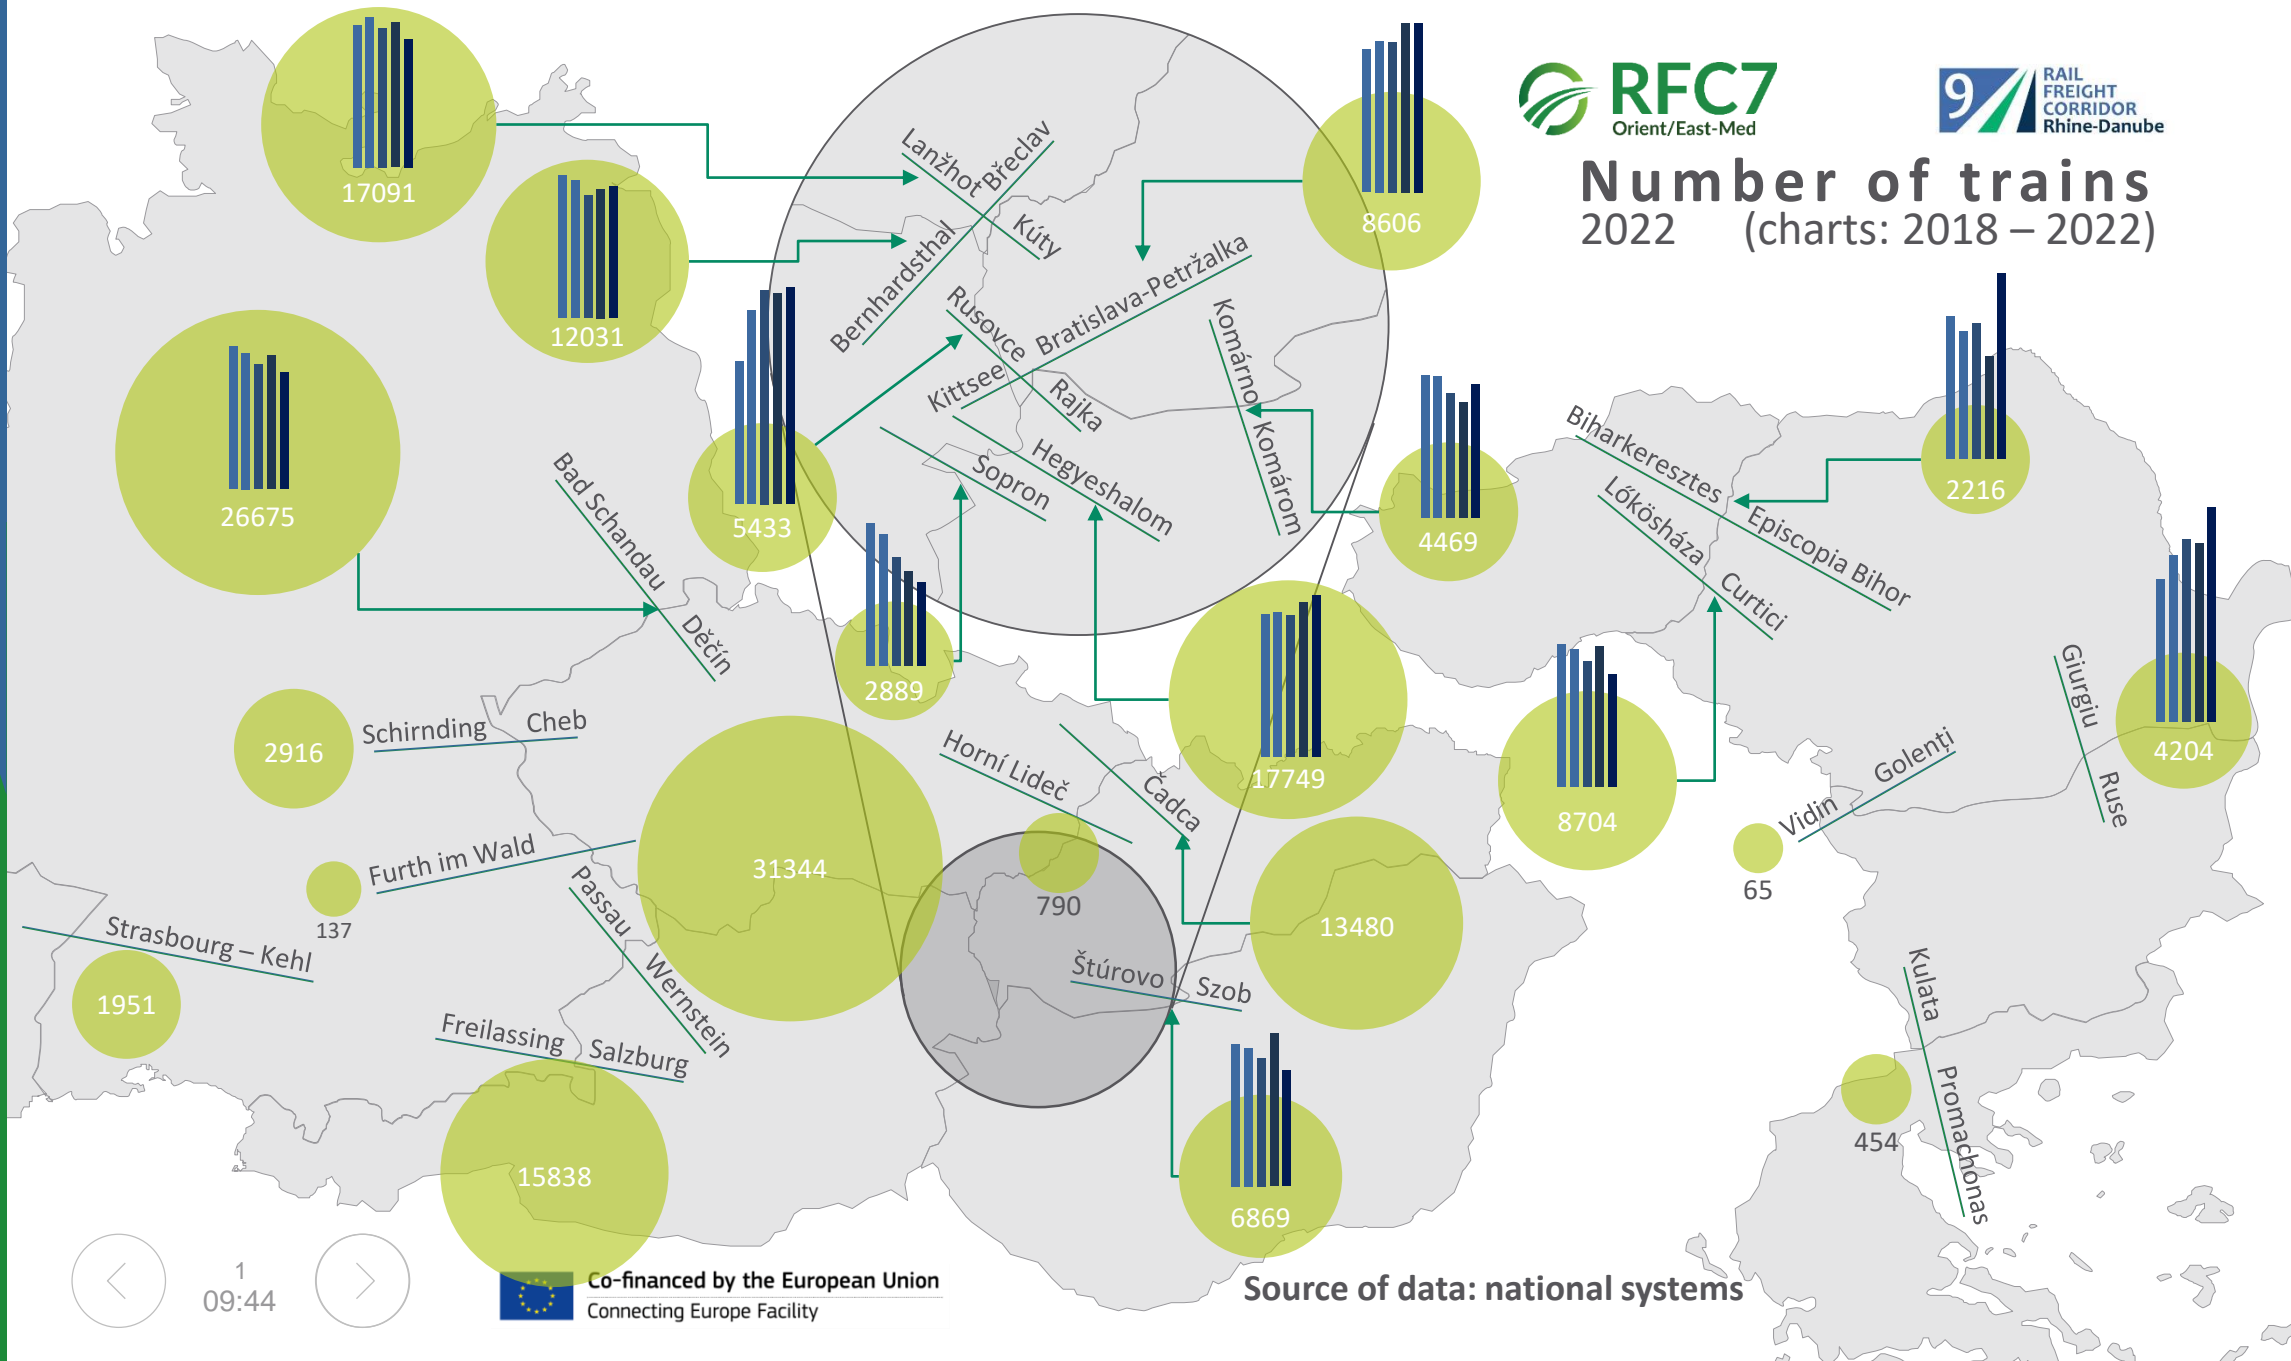 RFC7
Orient/East-Med
9
RAIL
FREIGHT
CORRIDOR
Rhine-Danube
Number of trains
2022 (charts: 2018 – 2022)
17091
12031
8606
26675
5433
2889
4469
2216
4204
17749
8704
2916
31344
137
1951
15838
790
13480
6869
65
454
Lanžhot
Břeclav
Kúty
Bernhardsthal
Rusovce
Bratislava-Petržalka
Kittsee
Rajka
Komárno
Komárom
Sopron
Hegyeshalom
Biharkeresztes
Episcopia Bihor
Lőkösháza
Curtici
Bad Schandau
Děčín
Schirnding
Cheb
Furth im Wald
Strasbourg – Kehl
Passau
Wernstein
Freilassing
Salzburg
Horní Lideč
Čadca
Štúrovo
Szob
Giurgiu
Ruse
Golenți
Vidin
Kulata
Promachonas
1
09:44
Co-financed by the European Union
Connecting Europe Facility
Source of data: national systems